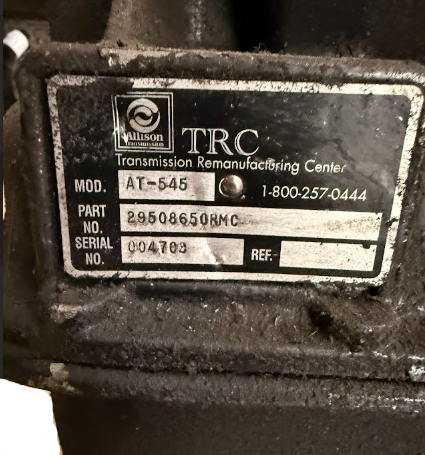 Allison
Transmission
TRC
Transmission Remanufacturing Center
MOD. AT-545 1-800-257-0444
PART NO. 29508650RMC
SERIAL NO. 004703 REF.